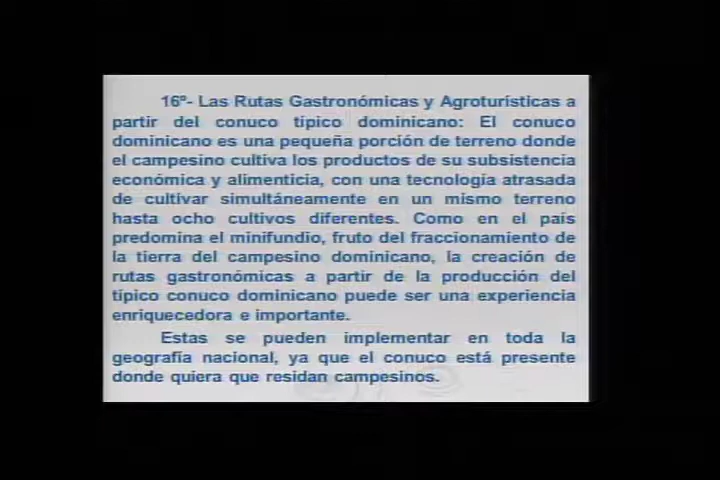 16º- Las Rutas Gastronómicas y Agroturísticas a
partir del conuco típico dominicano: El conuco
dominicano es una pequeña porción de terreno donde
el campesino cultiva los productos de su subsistencia
económica y alimenticia, con una tecnología atrasada
de cultivar simultáneamente en un mismo terreno
hasta ocho cultivos diferentes. Como en el país
predomina el minifundio, fruto del fraccionamiento de
la tierra del campesino dominicano, la creación de
rutas gastronómicas a partir de la producción del
típico conuco dominicano puede ser una experiencia
enriquecedora e importante.
Estas se pueden implementar en toda la
geografía nacional, ya que el conuco está presente
donde quiera que residan campesinos.